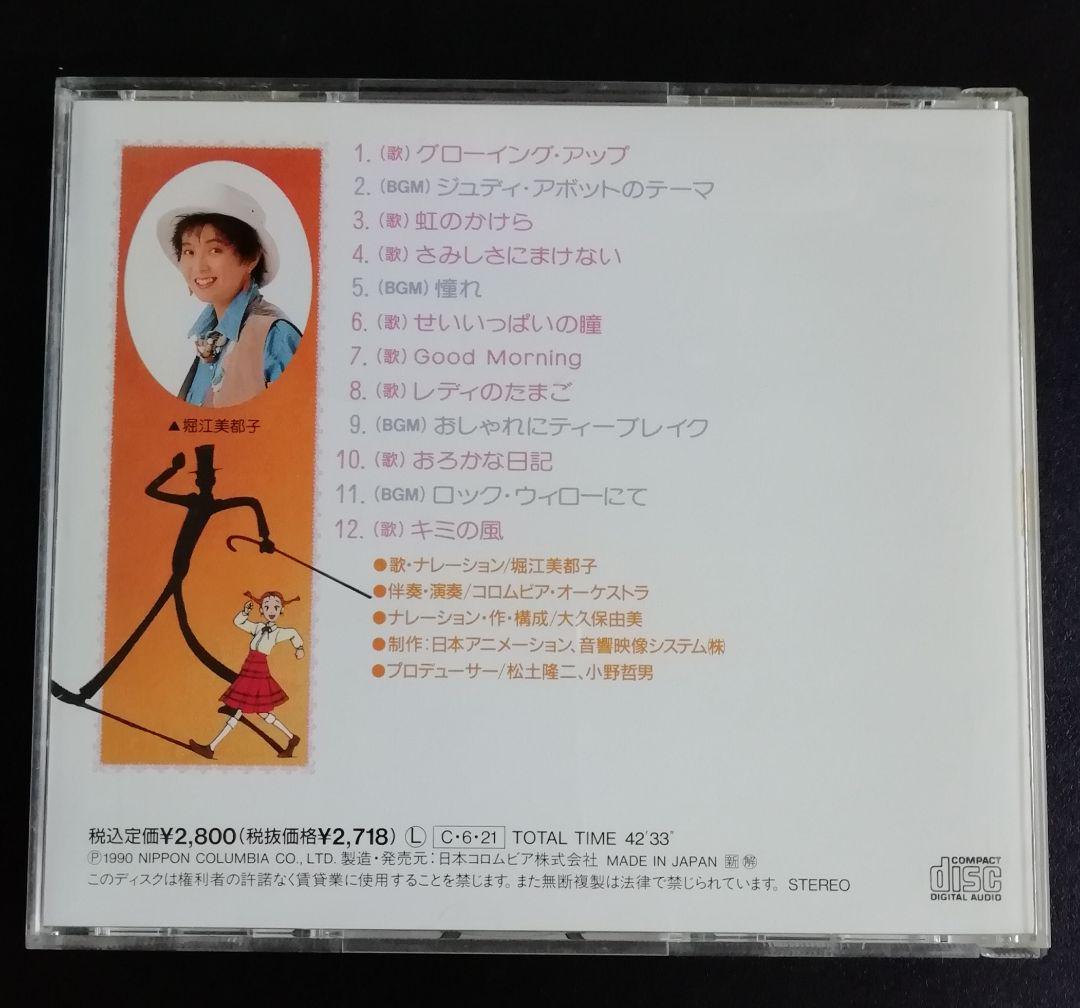 1.(歌)グローイング・アップ
2.(BGM)ジュディ・アボットのテーマ
3.(歌)虹のかけら
4.(歌)さみしさにまけない
5.(BGM)憧れ
6.(歌)せいいっぱいの瞳
7.(歌)Good Morning
8.(歌)レディのたまご
9.(BGM)おしゃれにティーブレイク
10.(歌)おろかな日記
11.(BGM)ロック・ウィローにて
12.(歌)キミの風
▲堀江美都子
●歌・ナレーション/堀江美都子
●伴奏・演奏/コロムビア・オーケストラ
●ナレーション・作・構成/大久保由美
●制作:日本アニメーション、音響映像システム㈱
●プロデューサー/松土隆二、小野哲男
税込定価¥2,800(税抜価格¥2,718) Ⓛ C・6・21 TOTAL TIME 42'33"
Ⓟ1990 NIPPON COLUMBIA CO., LTD. 製造・発売元:日本コロムビア株式会社 MADE IN JAPAN 新 解
このディスクは権利者の許諾なく賃貸業に使用することを禁じます。また無断複製は法律で禁じられています。 STEREO
COMPACT
disc
DIGITAL AUDIO